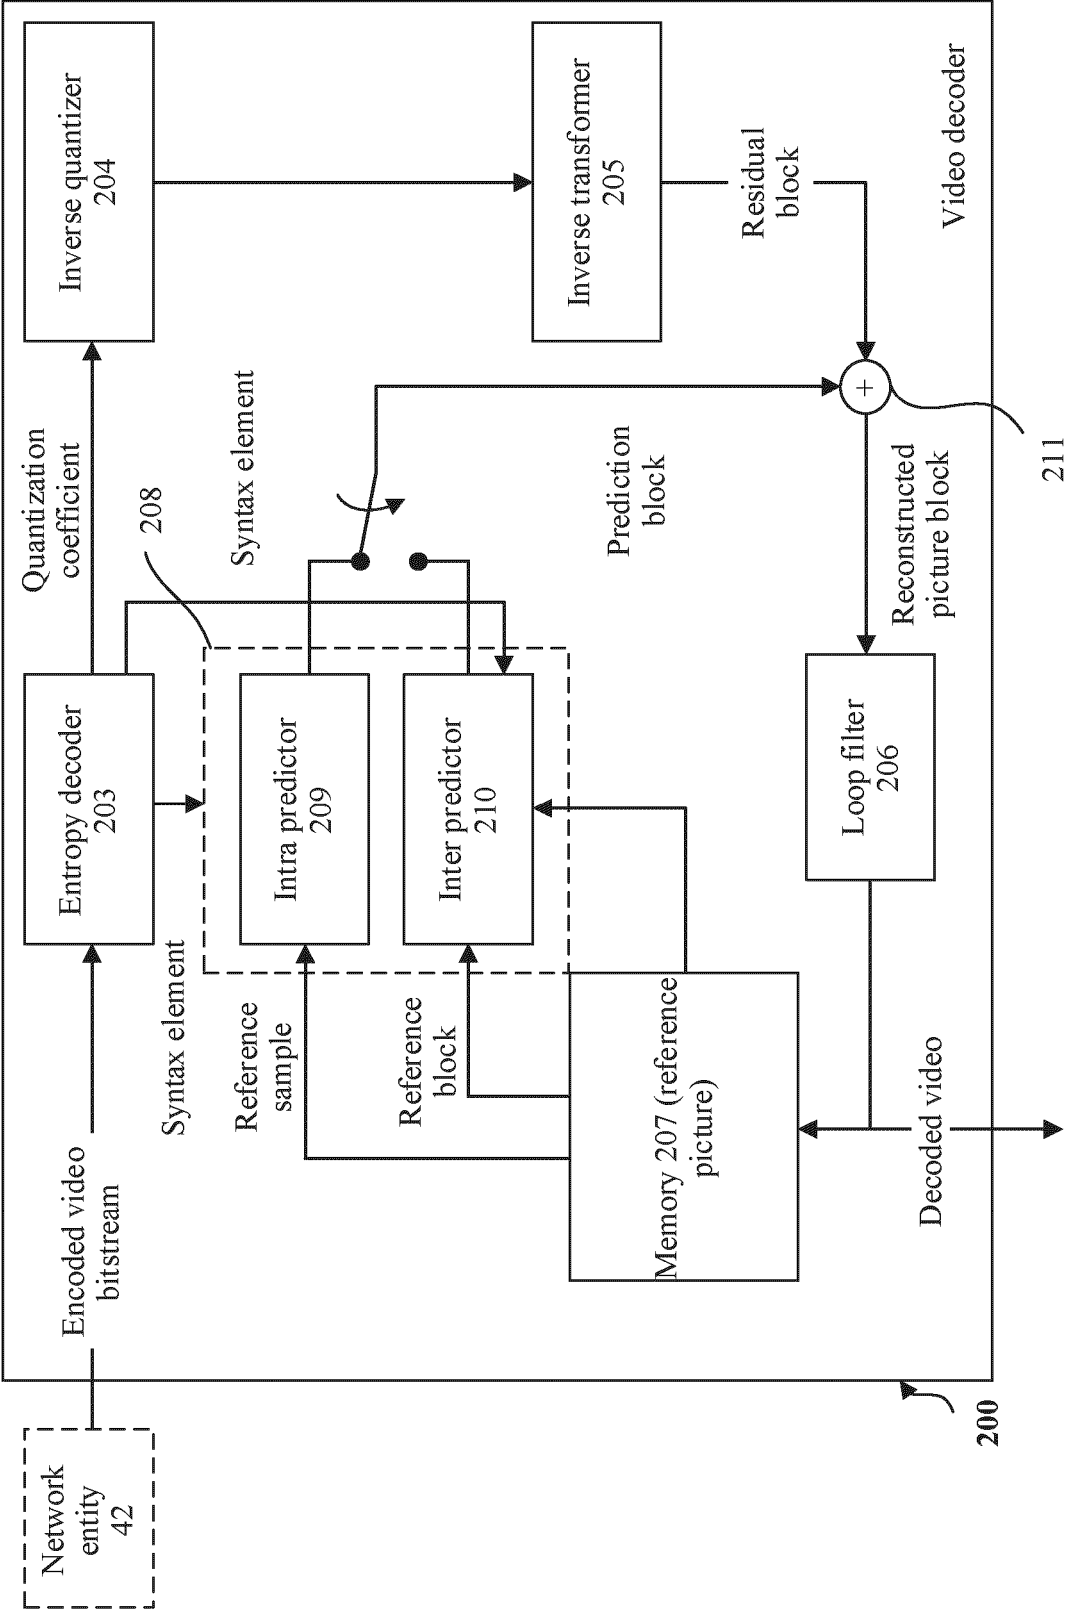 Network
entity
42
Encoded video
bitstream
Entropy decoder
203
Quantization
coefficient
Inverse quantizer
204
Syntax element
208
Syntax element
Reference
sample
Intra predictor
209
Reference
block
Inter predictor
210
Inverse transformer
205
Prediction
block
Residual
block
Memory 207 (reference
picture)
Loop filter
206
Reconstructed
picture block
+
211
Decoded video
Video decoder
200